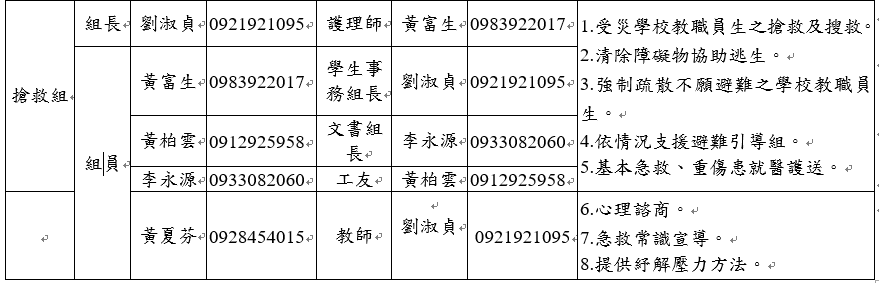 搶救組
組長 劉淑貞 0921921095 護理師 黃富生 0983922017
組員
黃富生 0983922017 學生事
務組長 劉淑貞 0921921095
黃柏雲 0912925958 文書組
長 李永源 0933082060
李永源 0933082060 工友 黃柏雲 0912925958
黃夏芬 0928454015 教師 劉淑貞 0921921095
1.受災學校教職員生之搶救及搜救。
2.清除障礙物協助逃生。
3.強制疏散不願避難之學校教職員
生。
4.依情況支援避難引導組。
5.基本急救、重傷患就醫護送。
6.心理諮商。
7.急救常識宣導。
8.提供紓解壓力方法。